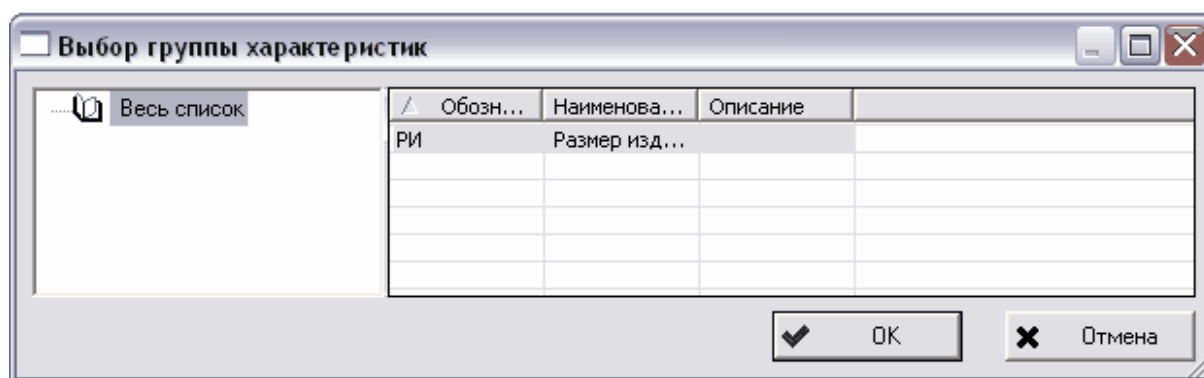 Выбор группы характеристик
Весь список
Обозн... Наименова... Описание
РИ Размер изд...
OK Отмена